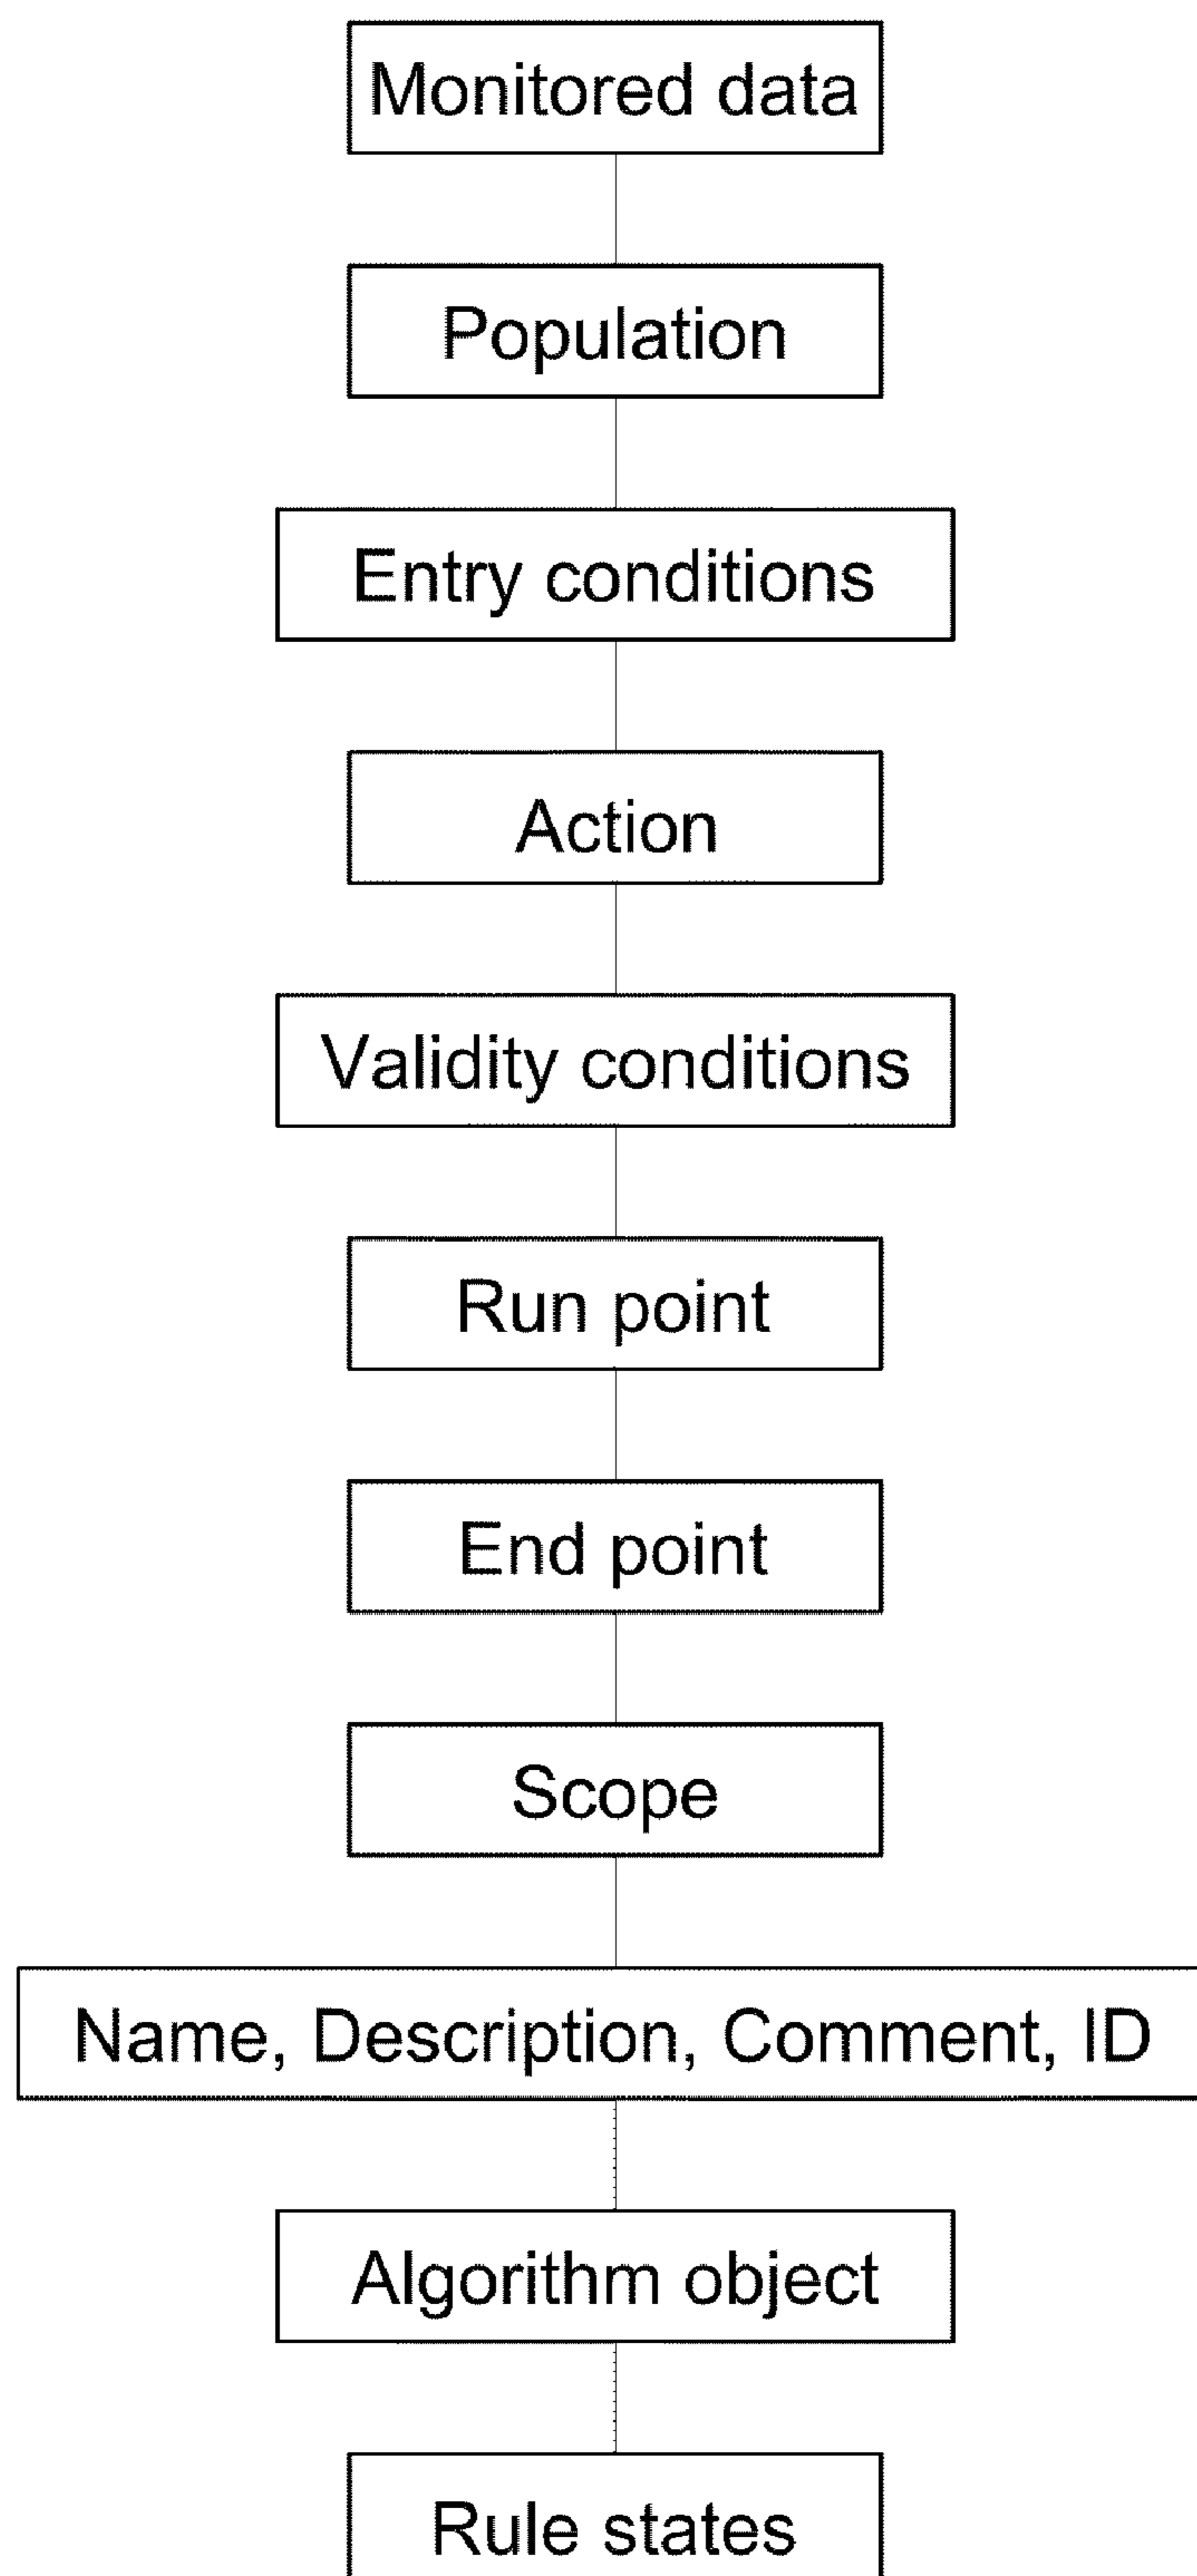 Monitored data
Population
Entry conditions
Action
Validity conditions
Run point
End point
Scope
Name, Description, Comment, ID
Algorithm object
Rule states